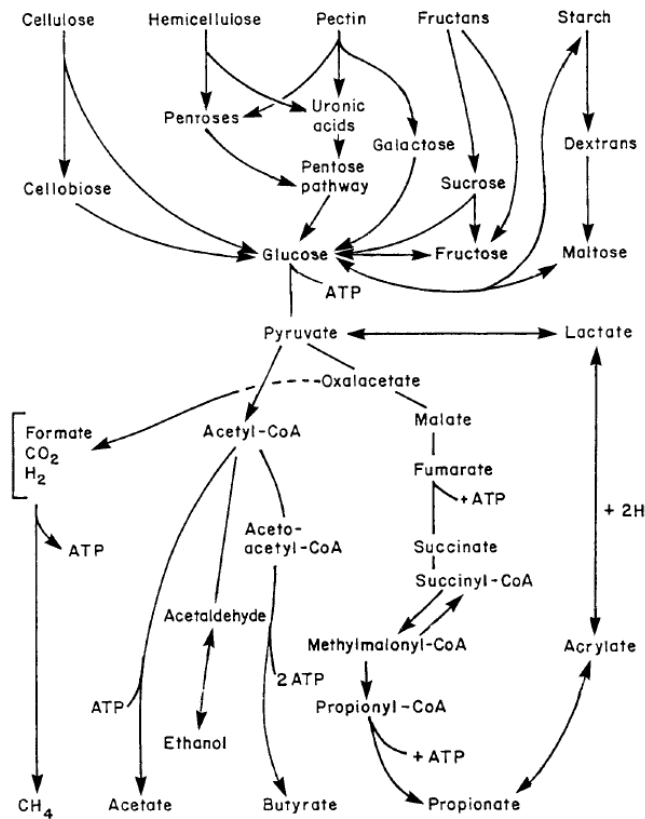 Cellulose Hemicellulose Pectin Fructans Starch
Penroses
Uronic
acids
Galactose
Dextrans
Pentose
pathway
Cellobiose
Sucrose
Glucose
Fructose
Maltose
ATP
Pyruvate
Lactate
Oxalacetate
Malate
Formate
CO2
H2
Acetyl-CoA
Fumarate
+ATP
+ 2H
ATP
Aceto-
acetyl-CoA
Succinate
Succinyl-CoA
Acetaldehyde
Methylmalonyl-CoA
Acrylate
2 ATP
ATP
Propionyl-CoA
Ethanol
+ ATP
CH4 Acetate Butyrate Propionate